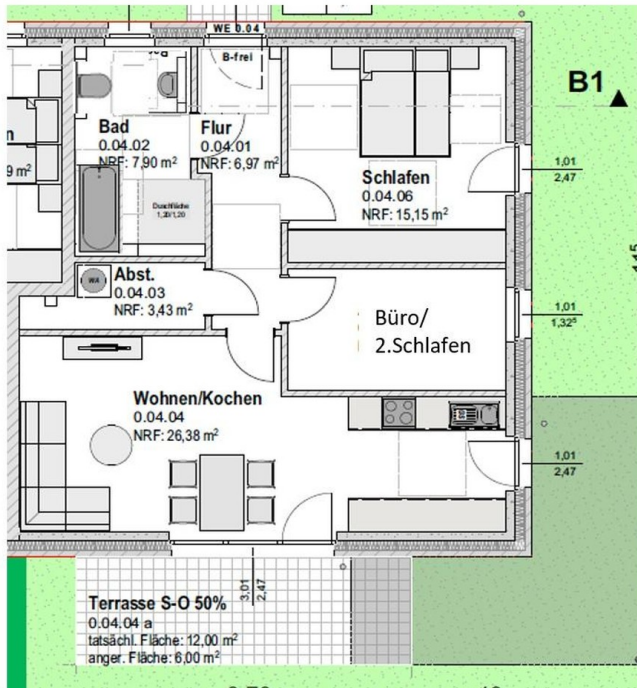 WE 0.04
B-frei
B1
Bad
0.04.02
NRF: 7,90 m²
Flur
0.04.01
NRF: 6,97 m²
Schlafen
0.04.06
NRF: 15,15 m²
9 m²
1,01
2,47
Duschfläche
1,20/1,20
Abst.
0.04.03
NRF: 3,43 m²
WA
Büro/
2.Schlafen
1,01
1,32⁵
Wohnen/Kochen
0.04.04
NRF: 26,38 m²
1,01
2,47
3,01
2,47
Terrasse S-O 50%
0.04.04 a
tatsächl. Fläche: 12,00 m²
anger. Fläche: 6,00 m²